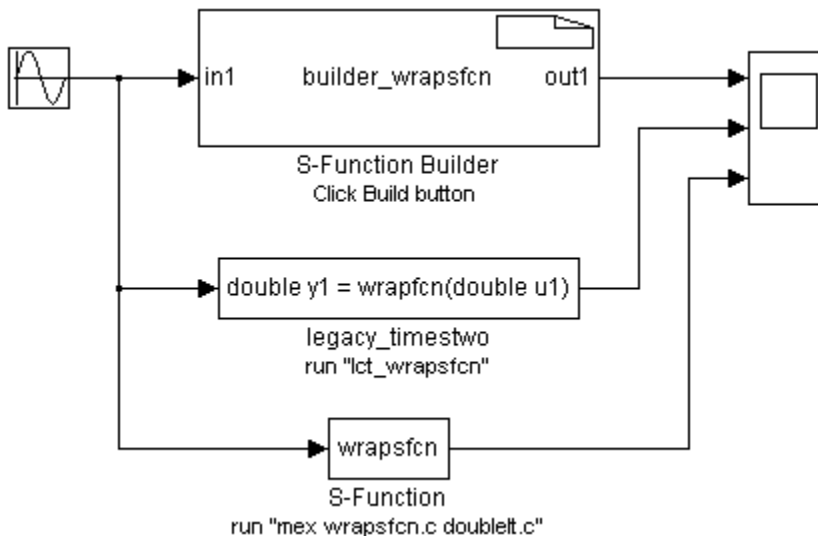 in1 builder_wrapsfcn out1
S-Function Builder
Click Build button
double y1 = wrapfcn(double u1)
legacy_timestwo
run "lct_wrapsfcn"
wrapsfcn
S-Function
run "mex wrapsfcn.c doubleIt.c"